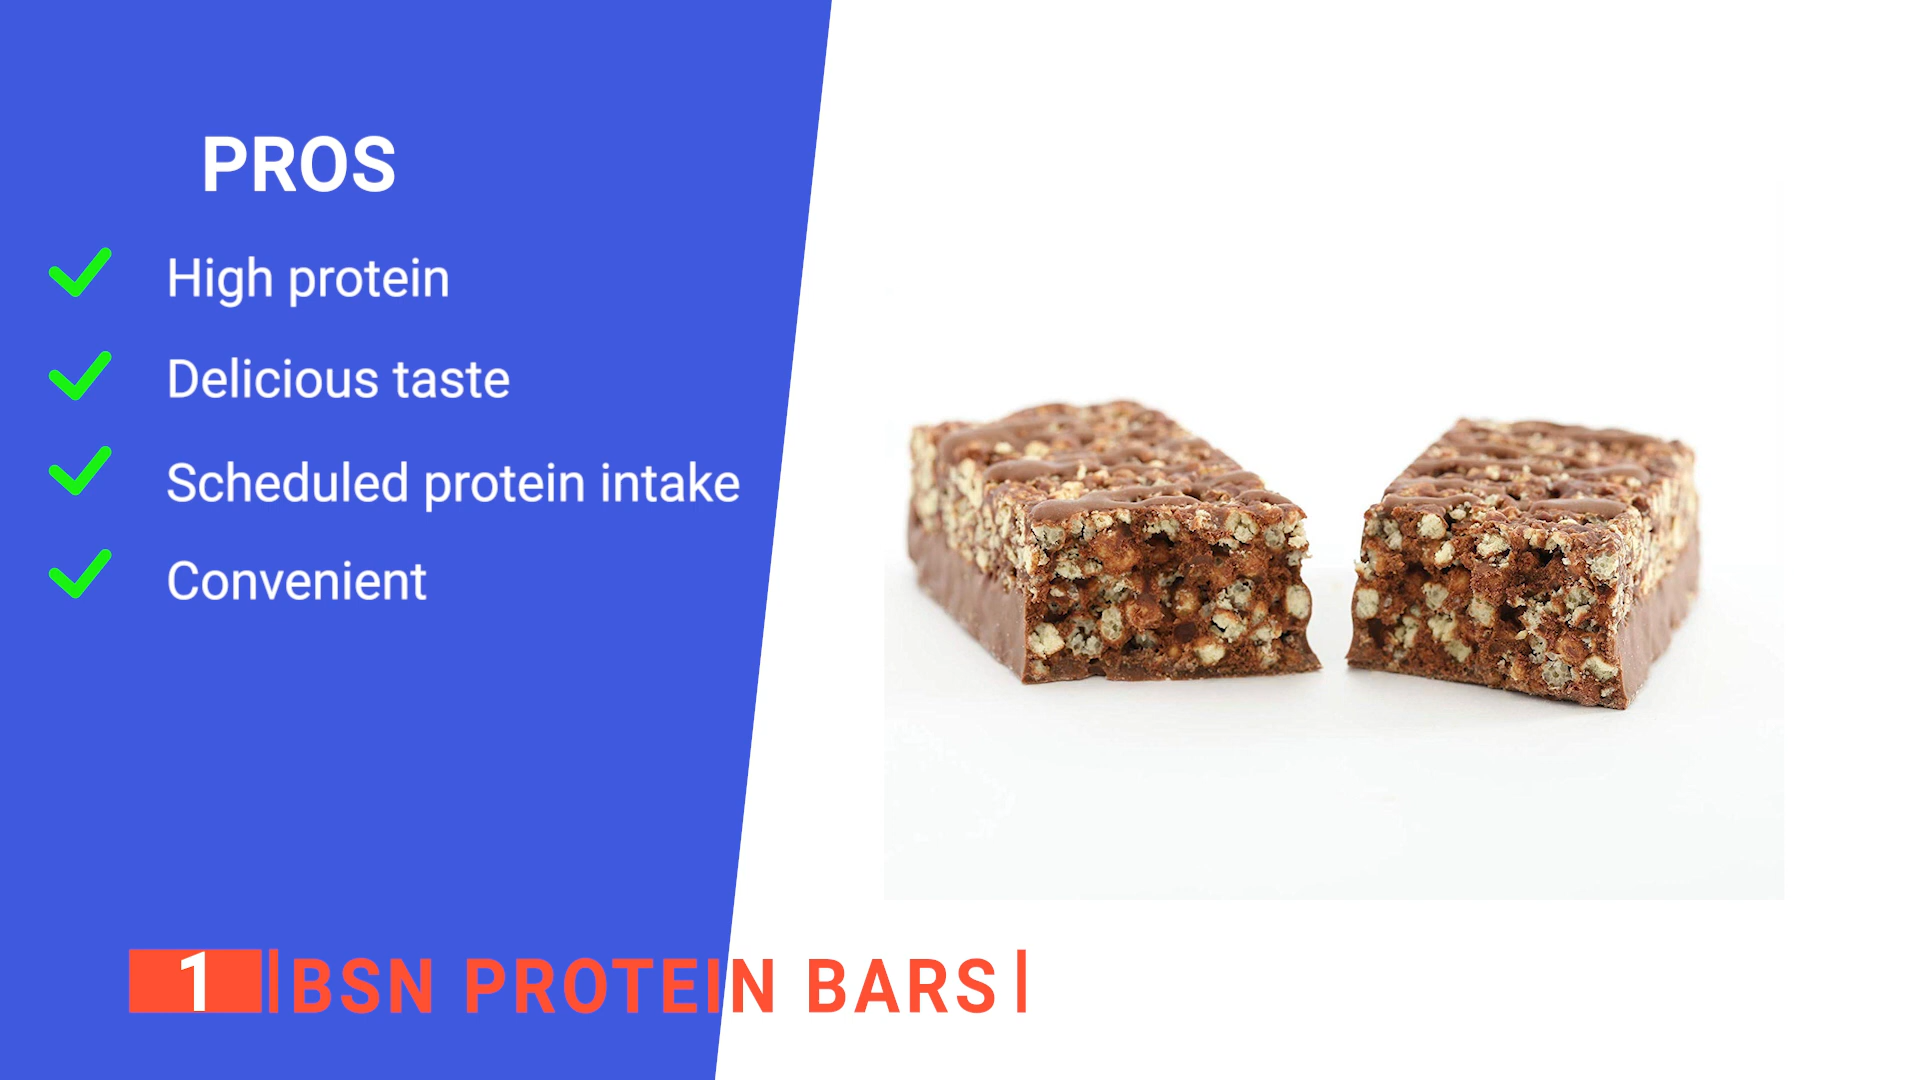 PROS
High protein
Delicious taste
Scheduled protein intake
Convenient
1 BSN PROTEIN BARS